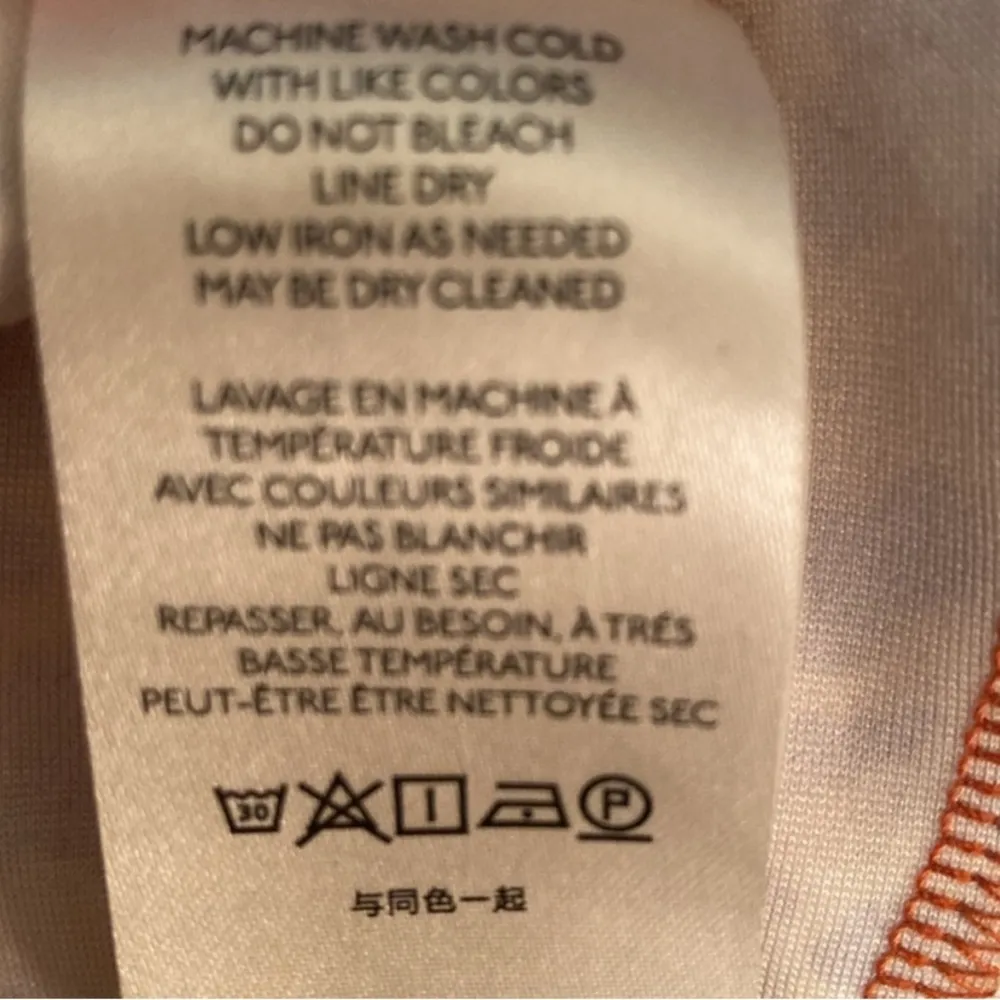 MACHINE WASH COLD
WITH LIKE COLORS
DO NOT BLEACH
LINE DRY
LOW IRON AS NEEDED
MAY BE DRY CLEANED
LAVAGE EN MACHINE À
TEMPÉRATURE FROIDE
AVEC COULEURS SIMILAIRES
NE PAS BLANCHIR
LIGNE SEC
REPASSER, AU BESOIN, À TRÉS
BASSE TEMPÉRATURE
PEUT-ÊTRE ÊTRE NETTOYÉE SEC
30 P
与同色一起